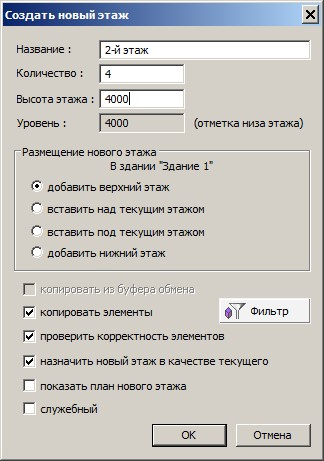 Создать новый этаж
Название :
2-й этаж
Количество :
4
Высота этажа :
4000
Уровень :
4000
(отметка низа этажа)
Размещение нового этажа
В здании "Здание 1"
добавить верхний этаж
вставить над текущим этажом
вставить под текущим этажом
добавить нижний этаж
копировать из буфера обмена
копировать элементы
Фильтр
проверить корректность элементов
назначить новый этаж в качестве текущего
показать план нового этажа
служебный
OK
Отмена